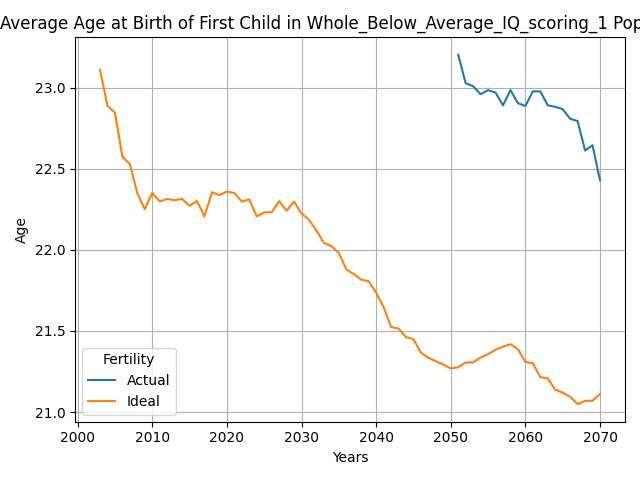 Average Age at Birth of First Child in Whole_Below_Average_IQ_scoring_1 Pop
23.0
22.5
22.0
21.5
21.0
Age
Fertility
Actual
Ideal
2000 2010 2020 2030 2040 2050 2060 2070
Years